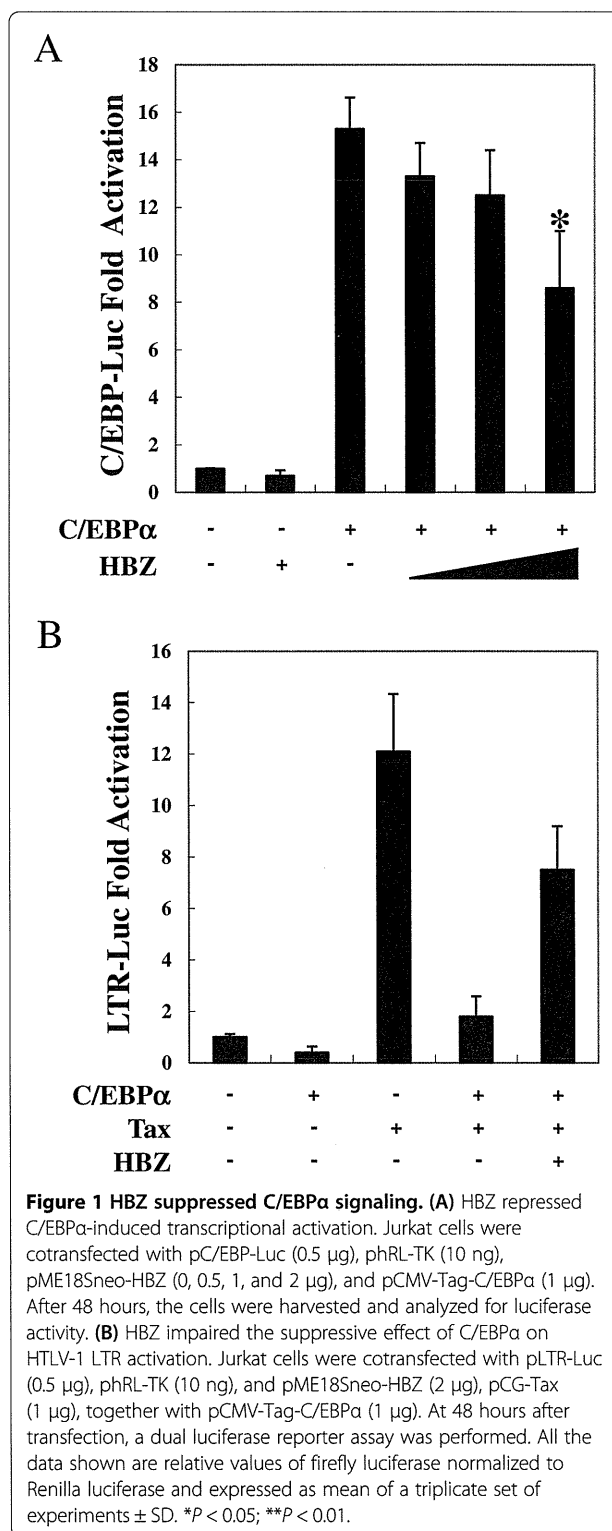 A
C/EBP-Luc Fold Activation
18
16
14
12
10
8
6
4
2
0
*
C/EBPα - - + + + +
HBZ - + -
B
LTR-Luc Fold Activation
16
14
12
10
8
6
4
2
0
C/EBPα - + - + +
Tax - - + + +
HBZ - - - - +
Figure 1 HBZ suppressed C/EBPα signaling. (A) HBZ repressed
C/EBPα-induced transcriptional activation. Jurkat cells were
cotransfected with pC/EBP-Luc (0.5 μg), phRL-TK (10 ng),
pME18Sneo-HBZ (0, 0.5, 1, and 2 μg), and pCMV-Tag-C/EBPα (1 μg).
After 48 hours, the cells were harvested and analyzed for luciferase
activity. (B) HBZ impaired the suppressive effect of C/EBPα on
HTLV-1 LTR activation. Jurkat cells were cotransfected with pLTR-Luc
(0.5 μg), phRL-TK (10 ng), and pME18Sneo-HBZ (2 μg), pCG-Tax
(1 μg), together with pCMV-Tag-C/EBPα (1 μg). At 48 hours after
transfection, a dual luciferase reporter assay was performed. All the
data shown are relative values of firefly luciferase normalized to
Renilla luciferase and expressed as mean of a triplicate set of
experiments ± SD. *P < 0.05; **P < 0.01.